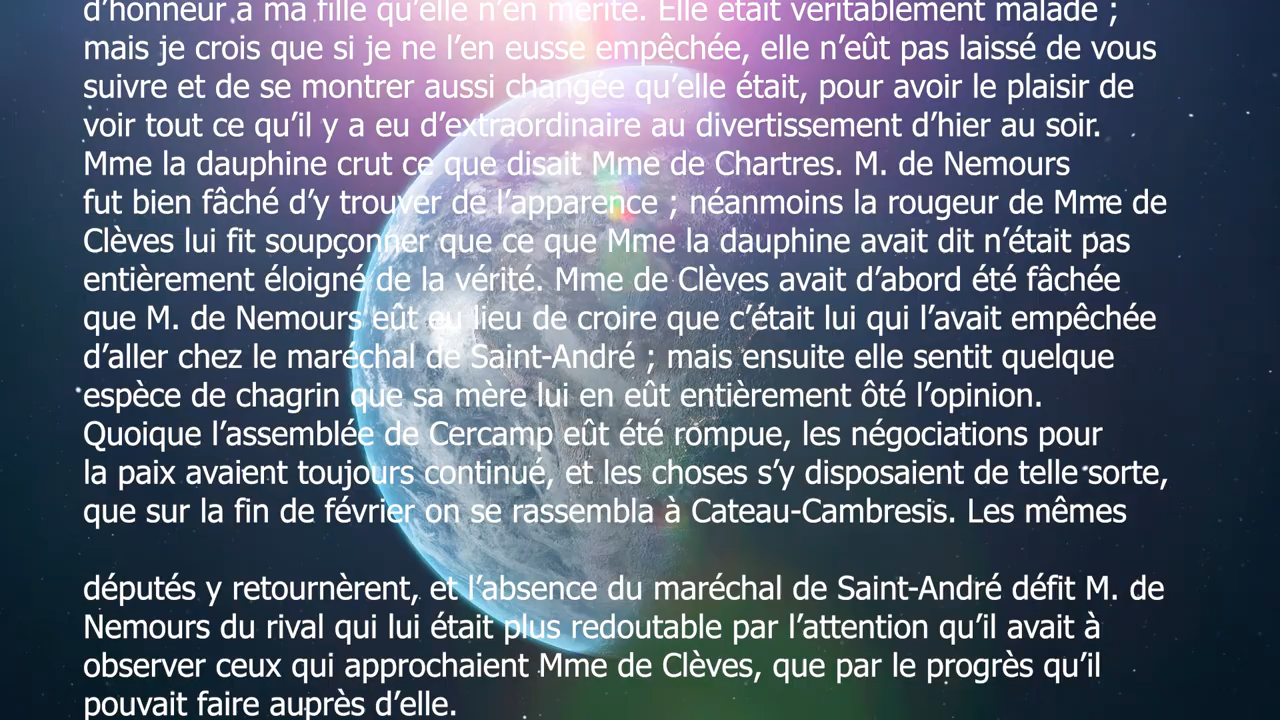 d’honneur à ma fille qu’elle n’en mérite. Elle était véritablement malade ;
mais je crois que si je ne l’en eusse empêchée, elle n’eût pas laissé de vous
suivre et de se montrer aussi changée qu’elle était, pour avoir le plaisir de
voir tout ce qu’il y a eu d’extraordinaire au divertissement d’hier au soir.
Mme la dauphine crut ce que disait Mme de Chartres. M. de Nemours
fut bien fâché d’y trouver de l’apparence ; néanmoins la rougeur de Mme de
Clèves lui fit soupçonner que ce que Mme la dauphine avait dit n’était pas
entièrement éloigné de la vérité. Mme de Clèves avait d’abord été fâchée
que M. de Nemours eût eu lieu de croire que c’était lui qui l’avait empêchée
d’aller chez le maréchal de Saint-André ; mais ensuite elle sentit quelque
espèce de chagrin que sa mère lui en eût entièrement ôté l’opinion.
Quoique l’assemblée de Cercamp eût été rompue, les négociations pour
la paix avaient toujours continué, et les choses s’y disposaient de telle sorte,
que sur la fin de février on se rassembla à Cateau-Cambresis. Les mêmes
députés y retournèrent, et l’absence du maréchal de Saint-André défit M. de
Nemours du rival qui lui était plus redoutable par l’attention qu’il avait à
observer ceux qui approchaient Mme de Clèves, que par le progrès qu’il
pouvait faire auprès d’elle.